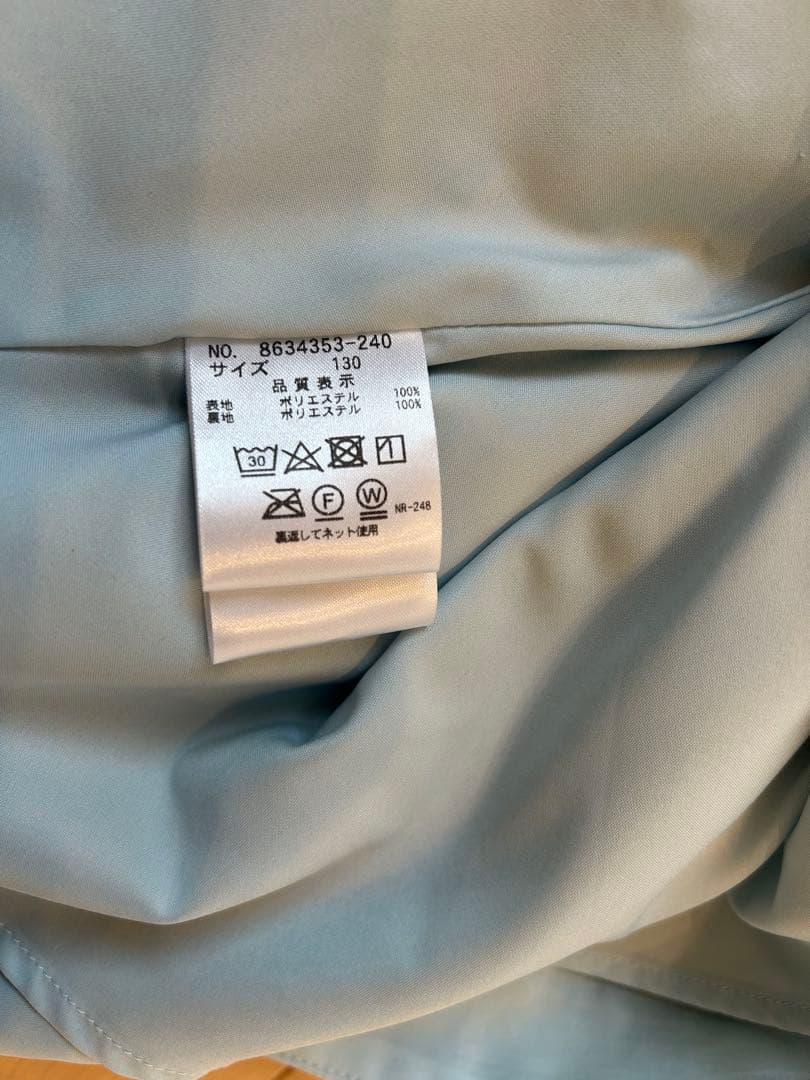 NO. 8634353-240
サイズ 130
品質表示
表地 ポリエステル 100%
裏地 ポリエステル 100%
30
F W NR-248
裏返してネット使用